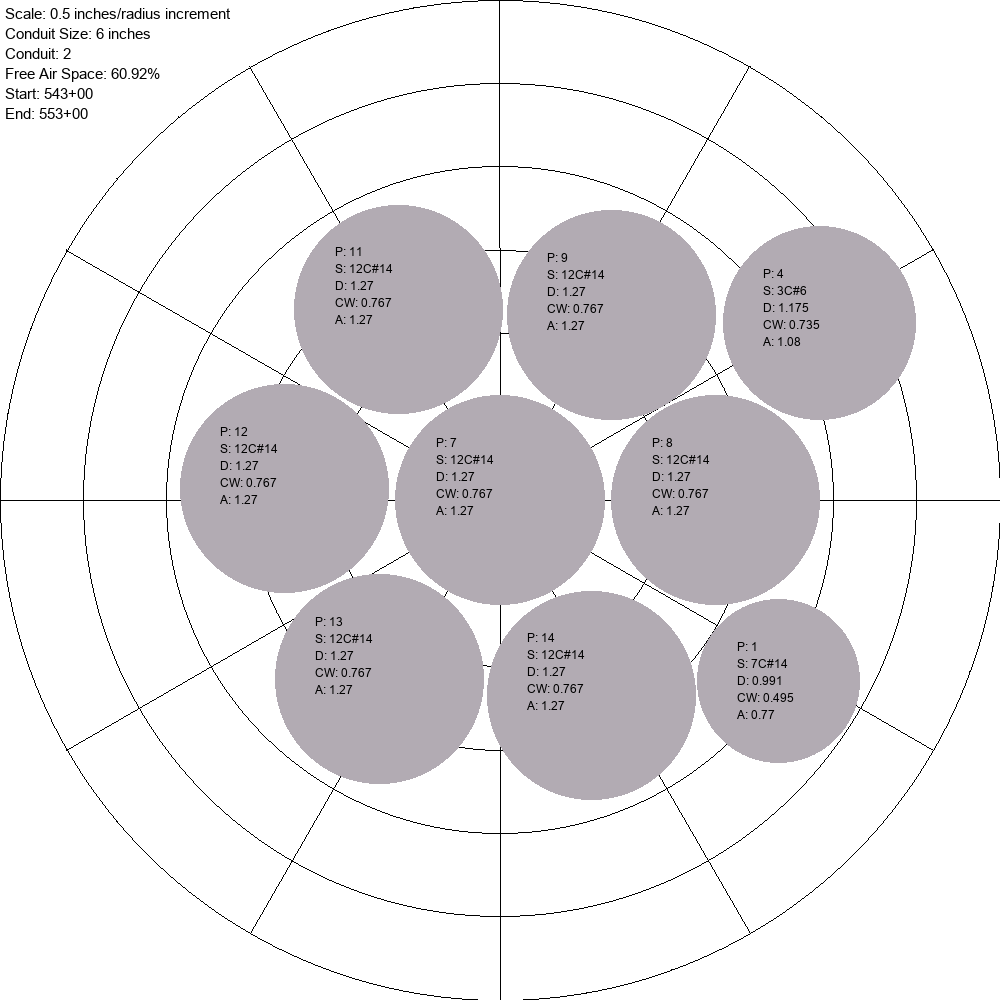 Scale: 0.5 inches/radius increment
Conduit Size: 6 inches
Conduit: 2
Free Air Space: 60.92%
Start: 543+00
End: 553+00
P: 11
S: 12C#14
D: 1.27
CW: 0.767
A: 1.27
P: 9
S: 12C#14
D: 1.27
CW: 0.767
A: 1.27
P: 4
S: 3C#6
D: 1.175
CW: 0.735
A: 1.08
P: 12
S: 12C#14
D: 1.27
CW: 0.767
A: 1.27
P: 7
S: 12C#14
D: 1.27
CW: 0.767
A: 1.27
P: 8
S: 12C#14
D: 1.27
CW: 0.767
A: 1.27
P: 13
S: 12C#14
D: 1.27
CW: 0.767
A: 1.27
P: 14
S: 12C#14
D: 1.27
CW: 0.767
A: 1.27
P: 1
S: 7C#14
D: 0.991
CW: 0.495
A: 0.77